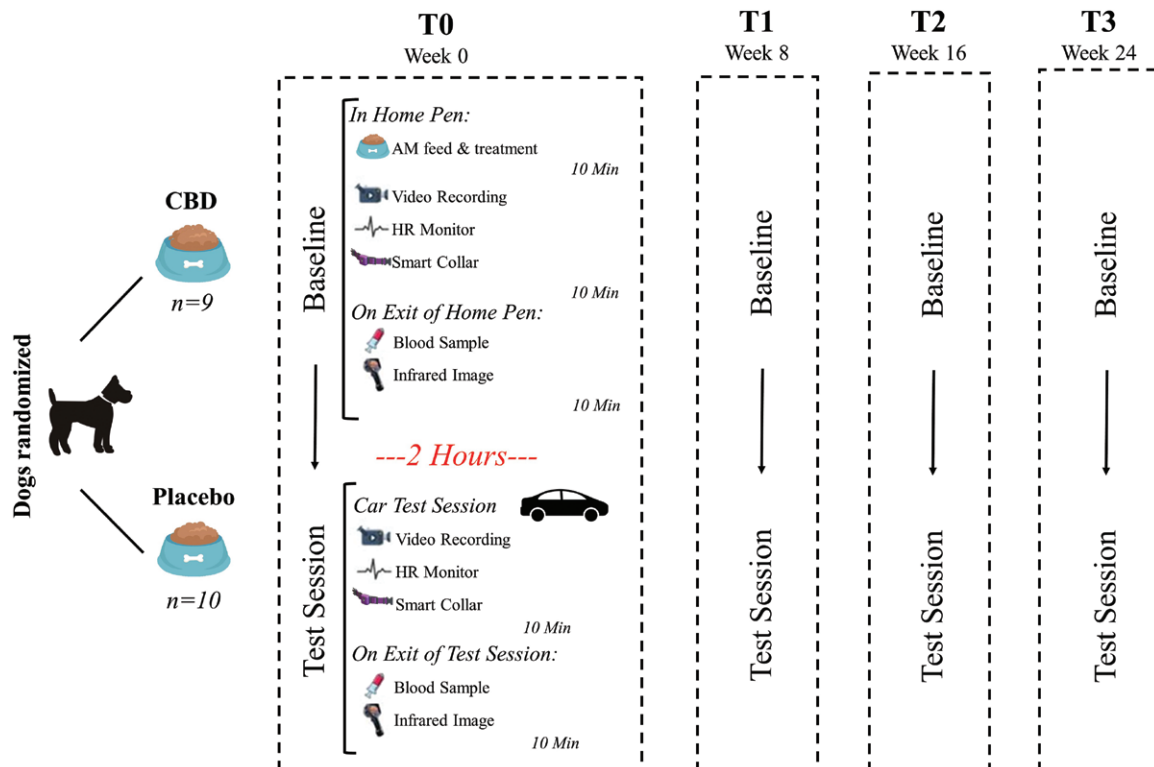 Dogs randomized
CBD
n=9
Placebo
n=10
T0
Week 0
Baseline
In Home Pen:
AM feed & treatment
10 Min
Video Recording
HR Monitor
Smart Collar
10 Min
On Exit of Home Pen:
Blood Sample
Infrared Image
10 Min
---2 Hours---
Test Session
Car Test Session
Video Recording
HR Monitor
Smart Collar
10 Min
On Exit of Test Session:
Blood Sample
Infrared Image
10 Min
T1
Week 8
Baseline
Test Session
T2
Week 16
Baseline
Test Session
T3
Week 24
Baseline
Test Session